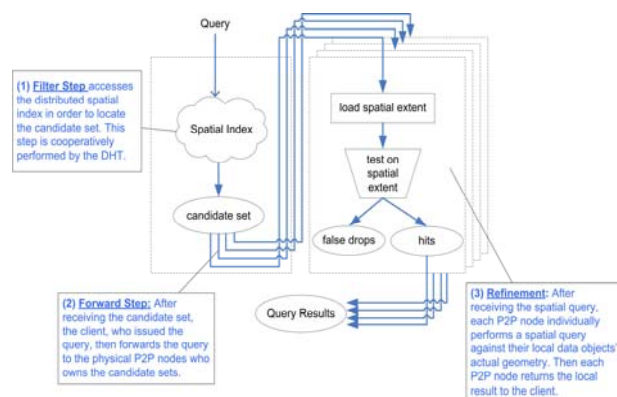 Query
(1) Filter Step accesses
the distributed spatial
index in order to locate
the candidate set. This
step is cooperatively
performed by the DHT.
Spatial Index
candidate set
load spatial extent
test on
spatial
extent
false drops
hits
(2) Forward Step: After
receiving the candidate set,
the client, who issued the
query, then forwards the query
to the physical P2P nodes who
owns the candidate sets.
Query Results
(3) Refinement: After
receiving the spatial query,
each P2P node individually
performs a spatial query
against their local data objects'
actual geometry. Then each
P2P node returns the local
result to the client.